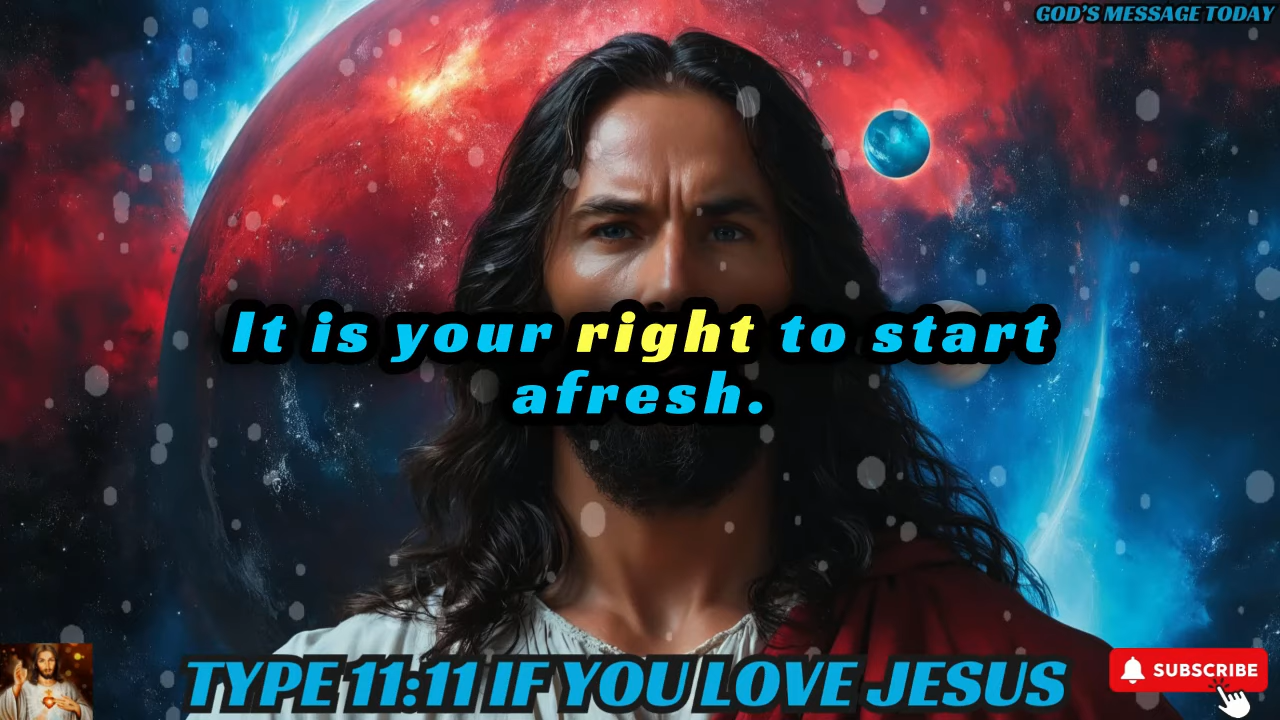 GOD'S MESSAGE TODAY
It is your right to start
afresh.
TYPE 11:11 IF YOU LOVE JESUS
SUBSCRIBE